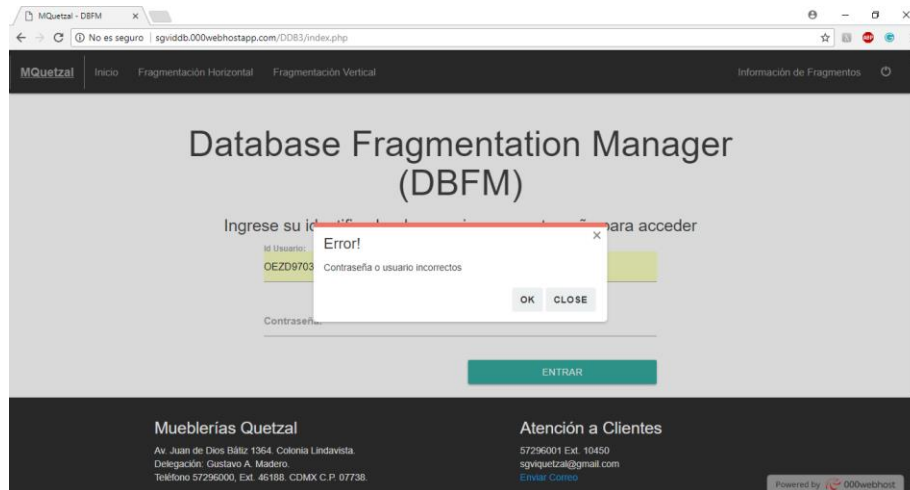 MQuetzal - DBFM
No es seguro | sgviddb.000webhostapp.com/DDB3/index.php
ABP
MQuetzal Inicio Fragmentación Horizontal Fragmentación Vertical Información de Fragmentos
Database Fragmentation Manager
(DBFM)
Ingrese su para acceder
Error!
Contraseña o usuario incorrectos
OK CLOSE
Id Usuario:
OEZD9703
Contraseña:
ENTRAR
Mueblerías Quetzal
Av. Juan de Dios Bátiz 1364. Colonia Lindavista.
Delegación: Gustavo A. Madero.
Teléfono 57296000, Ext. 46188. CDMX C.P. 07738.
Atención a Clientes
57296001 Ext. 10450
sgviquetzal@gmail.com
Enviar Correo
Powered by 000webhost